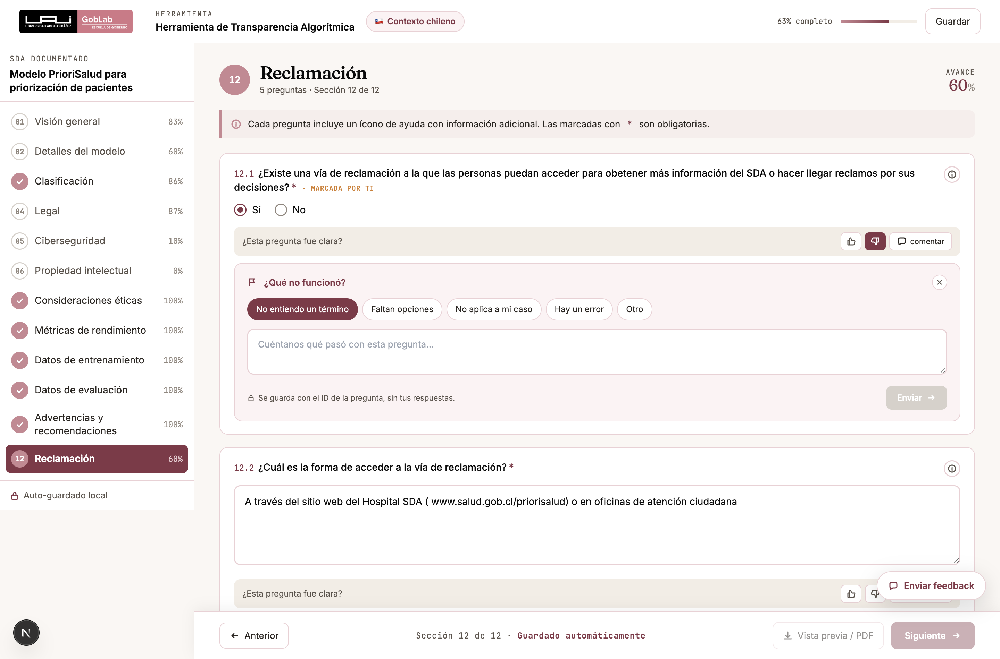 UNIVERSIDAD ADOLFO IBÁÑEZ
GobLab
ESCUELA DE GOBIERNO
HERRAMIENTA
Herramienta de Transparencia Algorítmica
Contexto chileno
63% completo
Guardar
SDA DOCUMENTADO
Modelo PrioriSalud para
priorización de pacientes
01 Visión general 83%
02 Detalles del modelo 60%
Clasificación 86%
04 Legal 87%
05 Ciberseguridad 10%
06 Propiedad intelectual 0%
Consideraciones éticas 100%
Métricas de rendimiento 100%
Datos de entrenamiento 100%
Datos de evaluación 100%
Advertencias y
recomendaciones 100%
12 Reclamación 60%
Auto-guardado local
12 Reclamación
5 preguntas · Sección 12 de 12
AVANCE
60%
Cada pregunta incluye un ícono de ayuda con información adicional. Las marcadas con * son obligatorias.
12.1 ¿Existe una vía de reclamación a la que las personas puedan acceder para obetener más información del SDA o hacer llegar reclamos por sus
decisiones? * · MARCADA POR TI
Sí No
¿Esta pregunta fue clara?
comentar
¿Qué no funcionó?
No entiendo un término Faltan opciones No aplica a mi caso Hay un error Otro
Cuéntanos qué pasó con esta pregunta...
Se guarda con el ID de la pregunta, sin tus respuestas.
Enviar →
12.2 ¿Cuál es la forma de acceder a la vía de reclamación? *
A través del sitio web del Hospital SDA ( www.salud.gob.cl/priorisalud) o en oficinas de atención ciudadana
¿Esta pregunta fue clara?
Enviar feedback
N
← Anterior
Sección 12 de 12 · Guardado automáticamente
Vista previa / PDF
Siguiente →